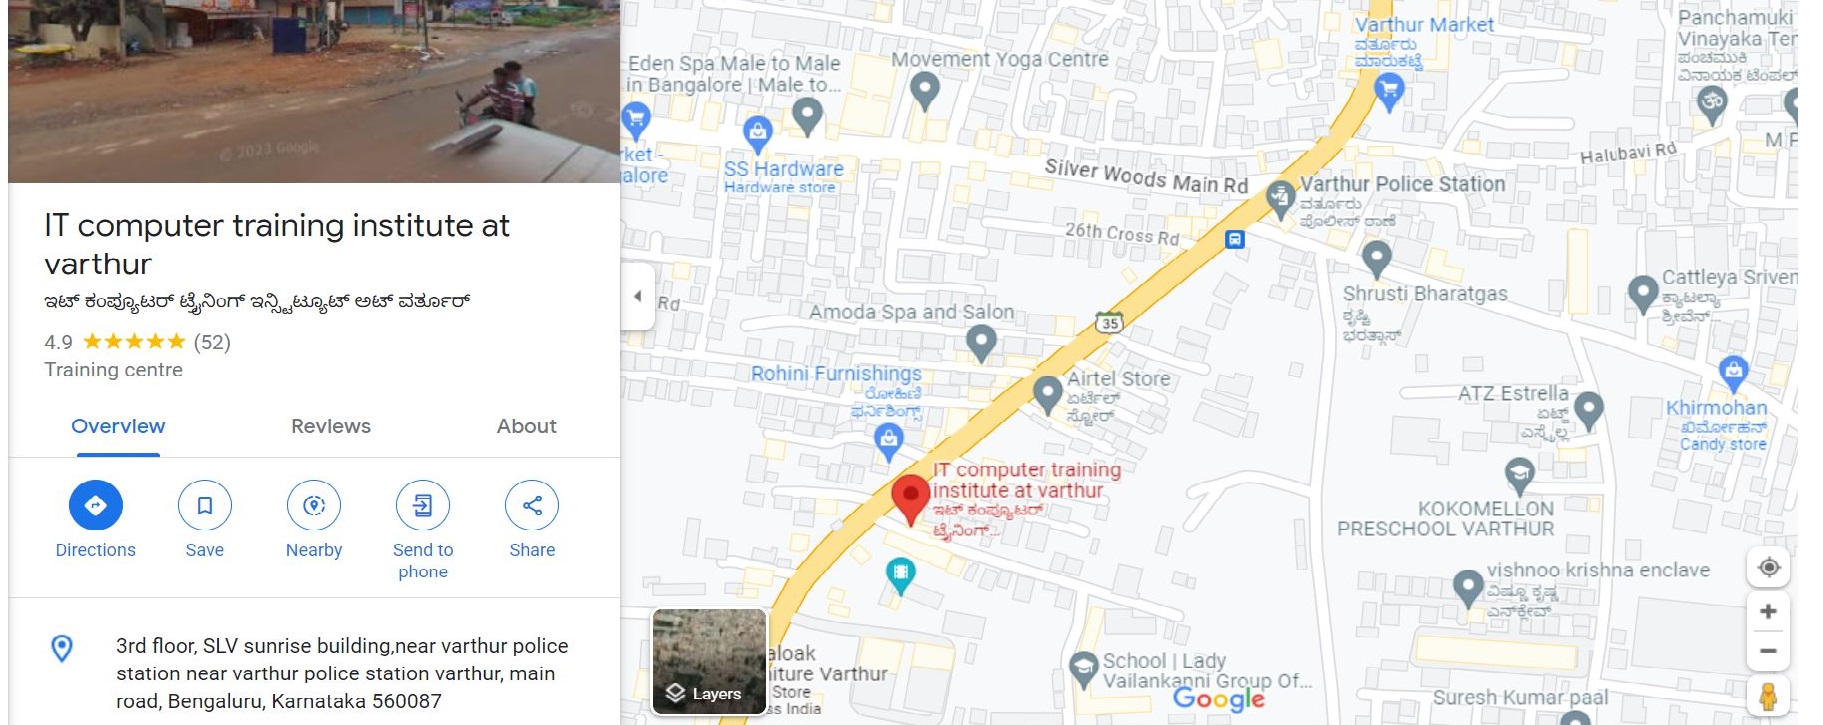 © 2023 Google
IT computer training institute at
varthur
ಇಟ್ ಕಂಪ್ಯೂಟರ್ ಟ್ರೈನಿಂಗ್ ಇನ್ಸ್ಟಿಟ್ಯೂಟ್ ಅಟ್ ವರ್ತೂರ್
4.9 ★★★★★ (52)
Training centre
Overview
Reviews
About
Directions
Save
Nearby
Send to
phone
Share
3rd floor, SLV sunrise building,near varthur police
station near varthur police station varthur, main
road, Bengaluru, Karnataka 560087
Eden Spa Male to Male
in Bangalore | Male to...
Movement Yoga Centre
Varthur Market
ವರ್ತೂರು
ಮಾರುಕಟ್ಟೆ
Panchamuki
Vinayaka Ter
ಪಂಚಮುಕಿ
ವಿನಾಯಕ ಟೆಂಪಲ್
M P
rket -
alore
SS Hardware
Hardware store
Silver Woods Main Rd
Halubavi Rd
Varthur Police Station
ವರ್ತೂರು
ಪೊಲೀಸ್ ಠಾಣೆ
26th Cross Rd
Rd
Shrusti Bharatgas
ಶೃಷ್ಟಿ
ಭರತ್ಗಾಸ್
Cattleya Sriven
ಕ್ಯಾಟಲ್ಯಾ
ಶ್ರೀವೆನ್...
Amoda Spa and Salon
35
Rohini Furnishings
ರೋಹಿಣಿ
ಫರ್ನಿಶಿಂಗ್ಸ್
Airtel Store
ಏರ್ಟೆಲ್
ಸ್ಟೋರ್
ATZ Estrella
ಏಟ್ಜ್
ಎಸ್ಟ್ರೆಲ್ಲ
Khirmohan
ಖಿರ್ಮೋಹನ್
Candy store
IT computer training
institute at varthur
ಇಟ್ ಕಂಪ್ಯೂಟರ್
ಟ್ರೈನಿಂಗ್...
KOKOMELLON
PRESCHOOL VARTHUR
vishnoo krishna enclave
ವಿಷ್ಣೂ ಕೃಷ್ಣ
ಎನ್ಕ್ಲೇವ್
aloak
iture Varthur
Store
ss India
Layers
School | Lady
Vailankanni Group Of...
Google
Suresh Kumar paal